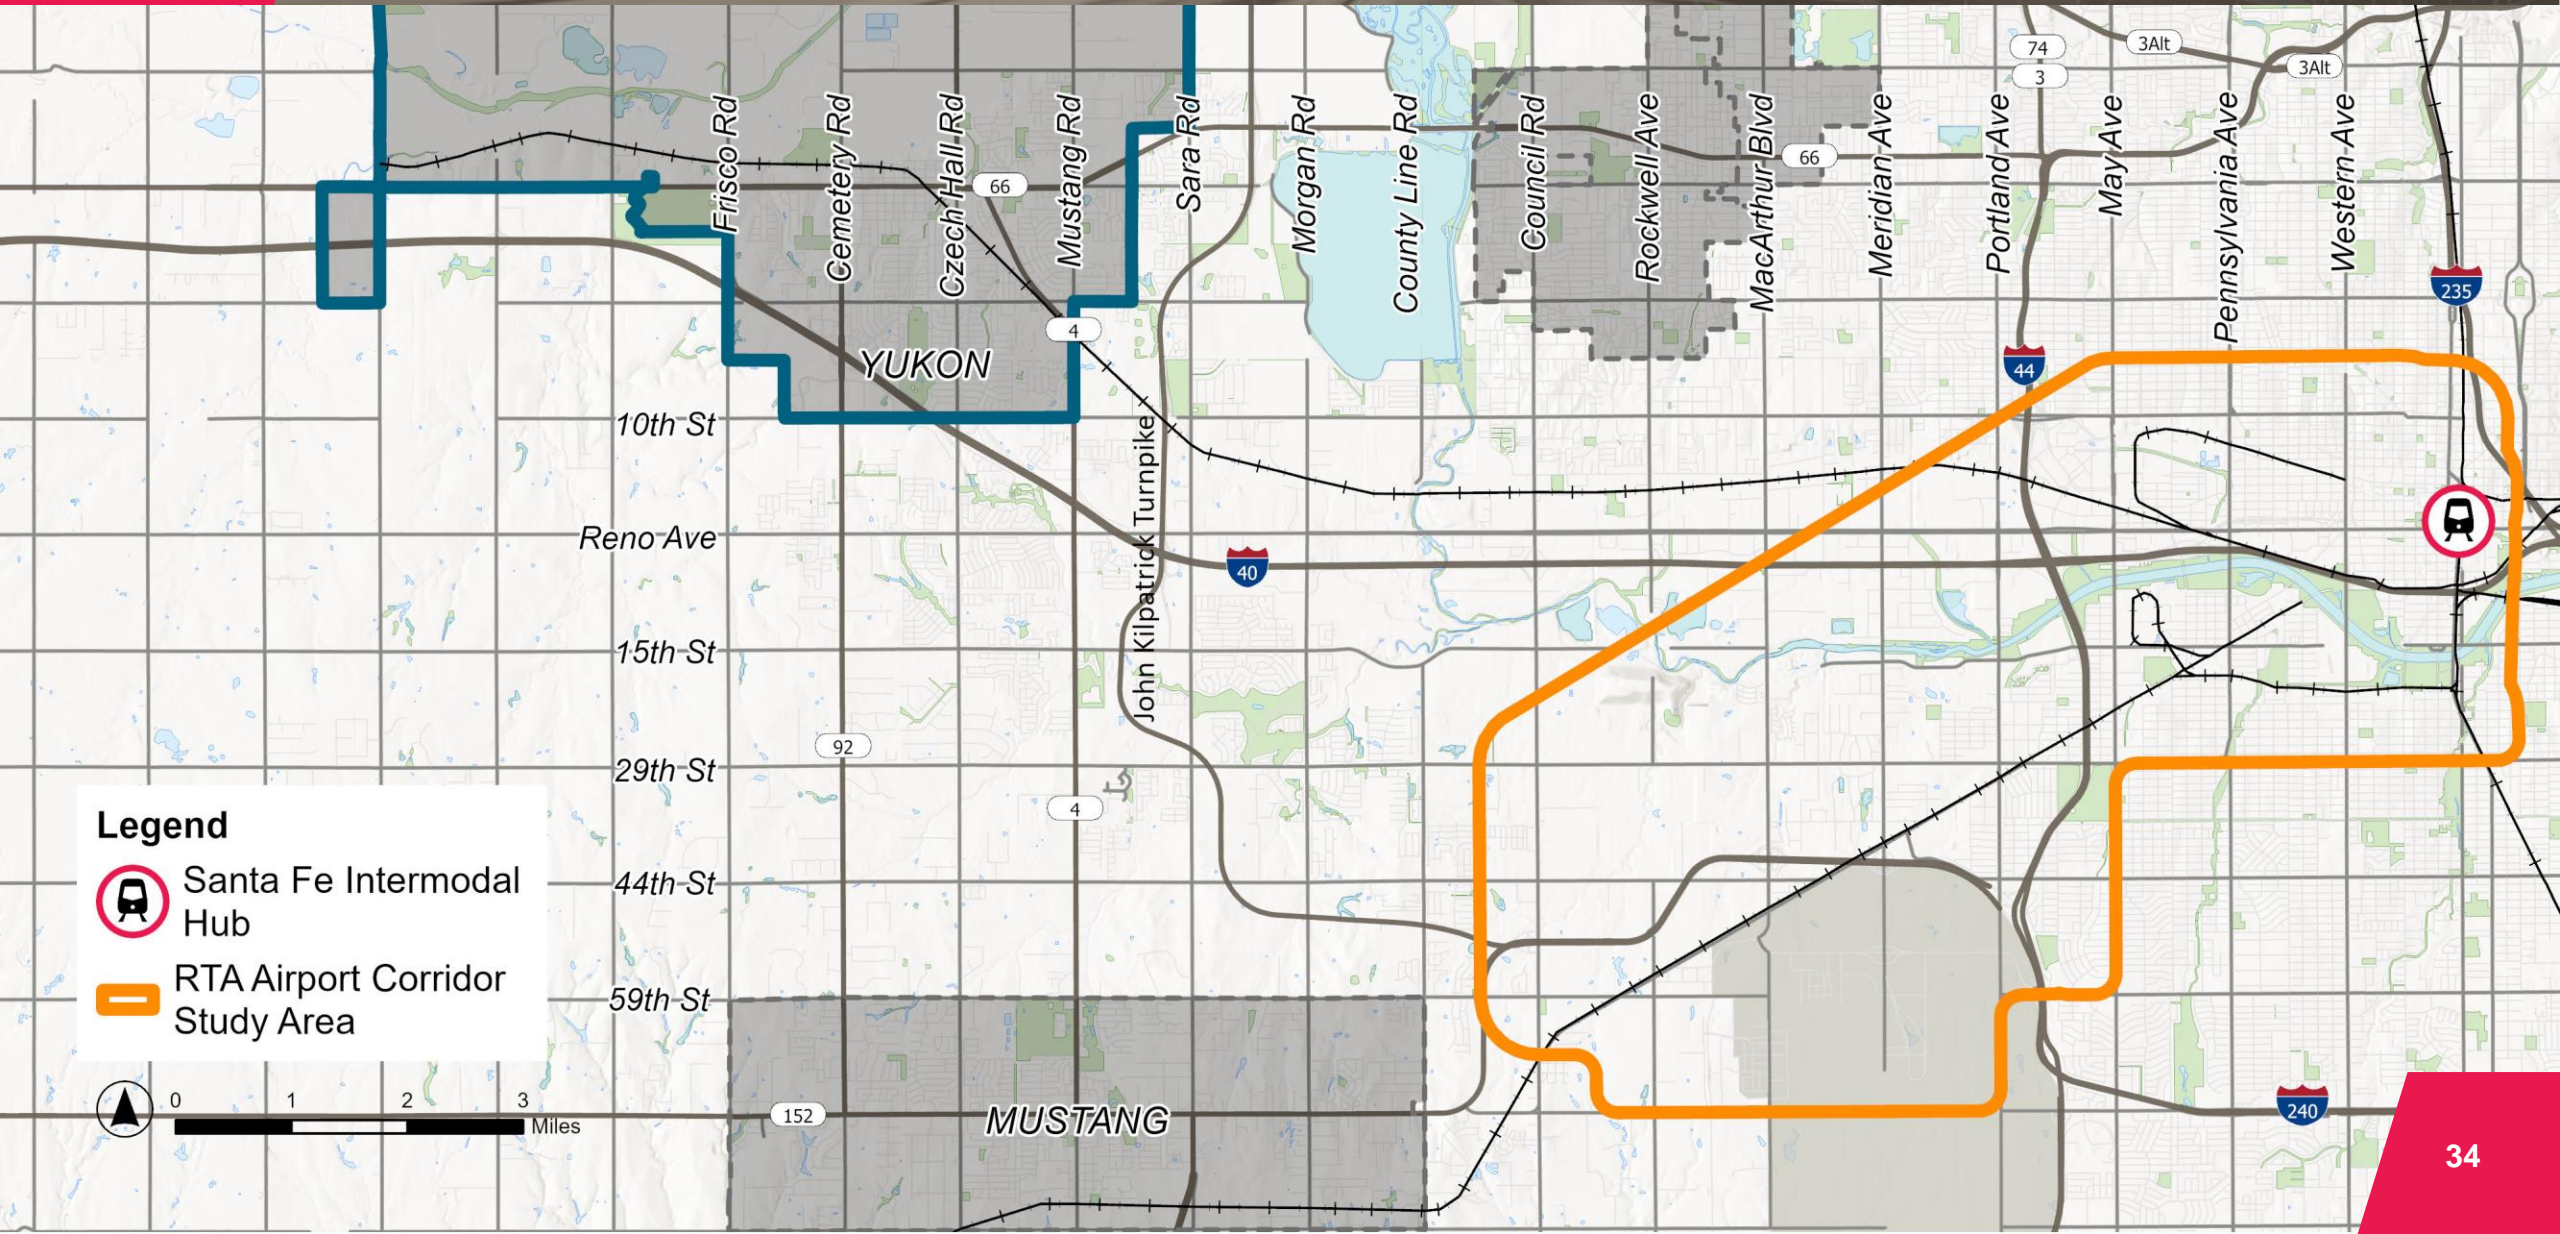 74
3Alt
3
3Alt
Frisco Rd
Cemetery Rd
Czech Hall Rd
Mustang Rd
Sara Rd
Morgan Rd
County Line Rd
Council Rd
Rockwell Ave
MacArthur Blvd
Meridian Ave
Portland Ave
May Ave
Pennsylvania Ave
Western Ave
66
66
235
4
YUKON
44
10th St
Reno Ave
John Kilpatrick Turnpike
40
15th St
92
29th St
4
Legend
Santa Fe Intermodal
Hub
RTA Airport Corridor
Study Area
44th St
59th St
0 1 2 3
Miles
152
MUSTANG
240
34